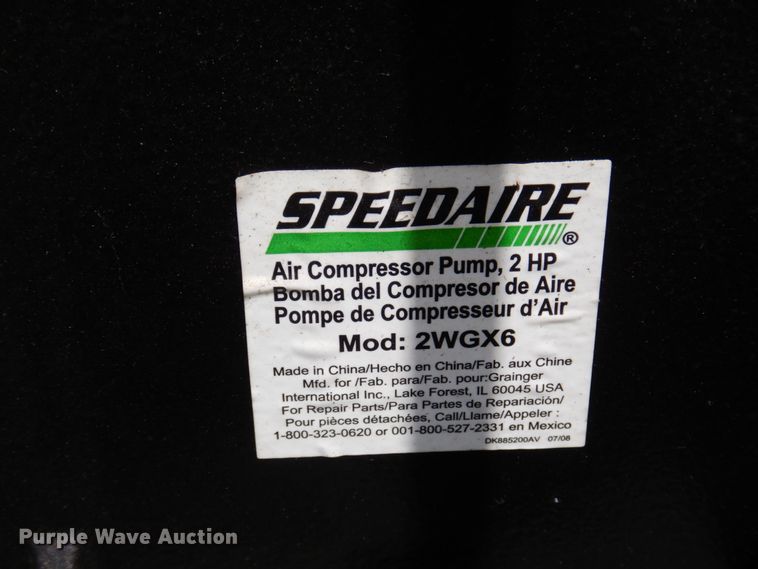 SPEEDAIRE®
Air Compressor Pump, 2 HP
Bomba del Compresor de Aire
Pompe de Compresseur d'Air
Mod: 2WGX6
Made in China/Hecho en China/Fab. aux Chine
Mfd. for /Fab. para/Fab. pour:Grainger
International Inc., Lake Forest, IL 60045 USA
For Repair Parts/Para Partes de Repariación/
Pour pièces détachées, Call/Llame/Appeler :
1-800-323-0620 or 001-800-527-2331 en Mexico
DK885200AV 07/08
Purple Wave Auction